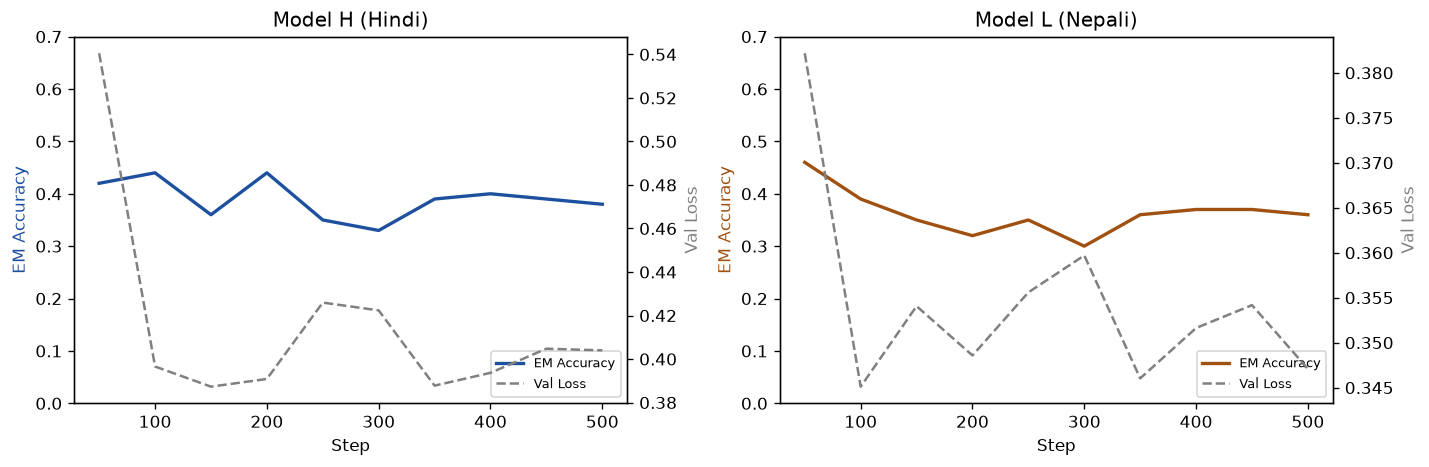 Model H (Hindi)
0.7
0.6
0.5
0.4
0.3
0.2
0.1
0.0
EM Accuracy
0.54
0.52
0.50
0.48
0.46
0.44
0.42
0.40
0.38
Val Loss
EM Accuracy
Val Loss
100 200 300 400 500
Step
Model L (Nepali)
0.7
0.6
0.5
0.4
0.3
0.2
0.1
0.0
EM Accuracy
0.380
0.375
0.370
0.365
0.360
0.355
0.350
0.345
Val Loss
EM Accuracy
Val Loss
100 200 300 400 500
Step